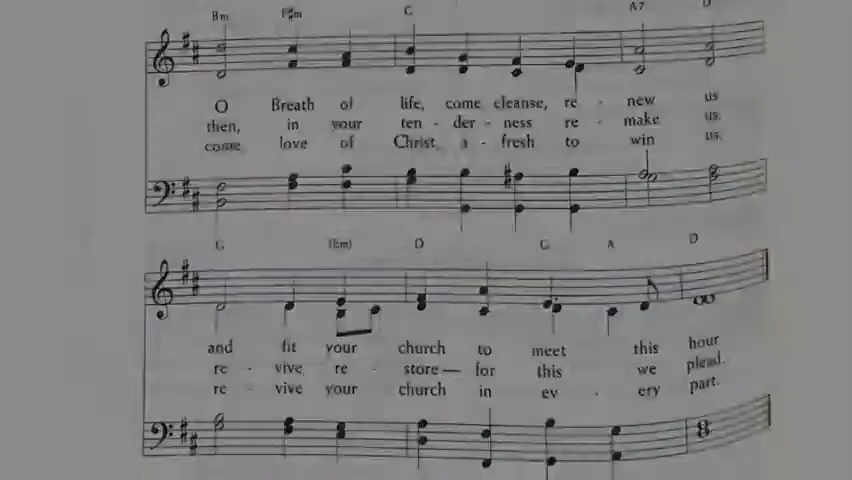 Bm F#m G A7 D
O Breath of life, come cleanse, re - new us
then, in your ten - der - ness re - make us.
come love of Christ, a - fresh to win us.
G (Em) D G A D
and fit your church to meet this hour
re - vive, re - store — for this we plead.
re - vive your church in ev - ery part.